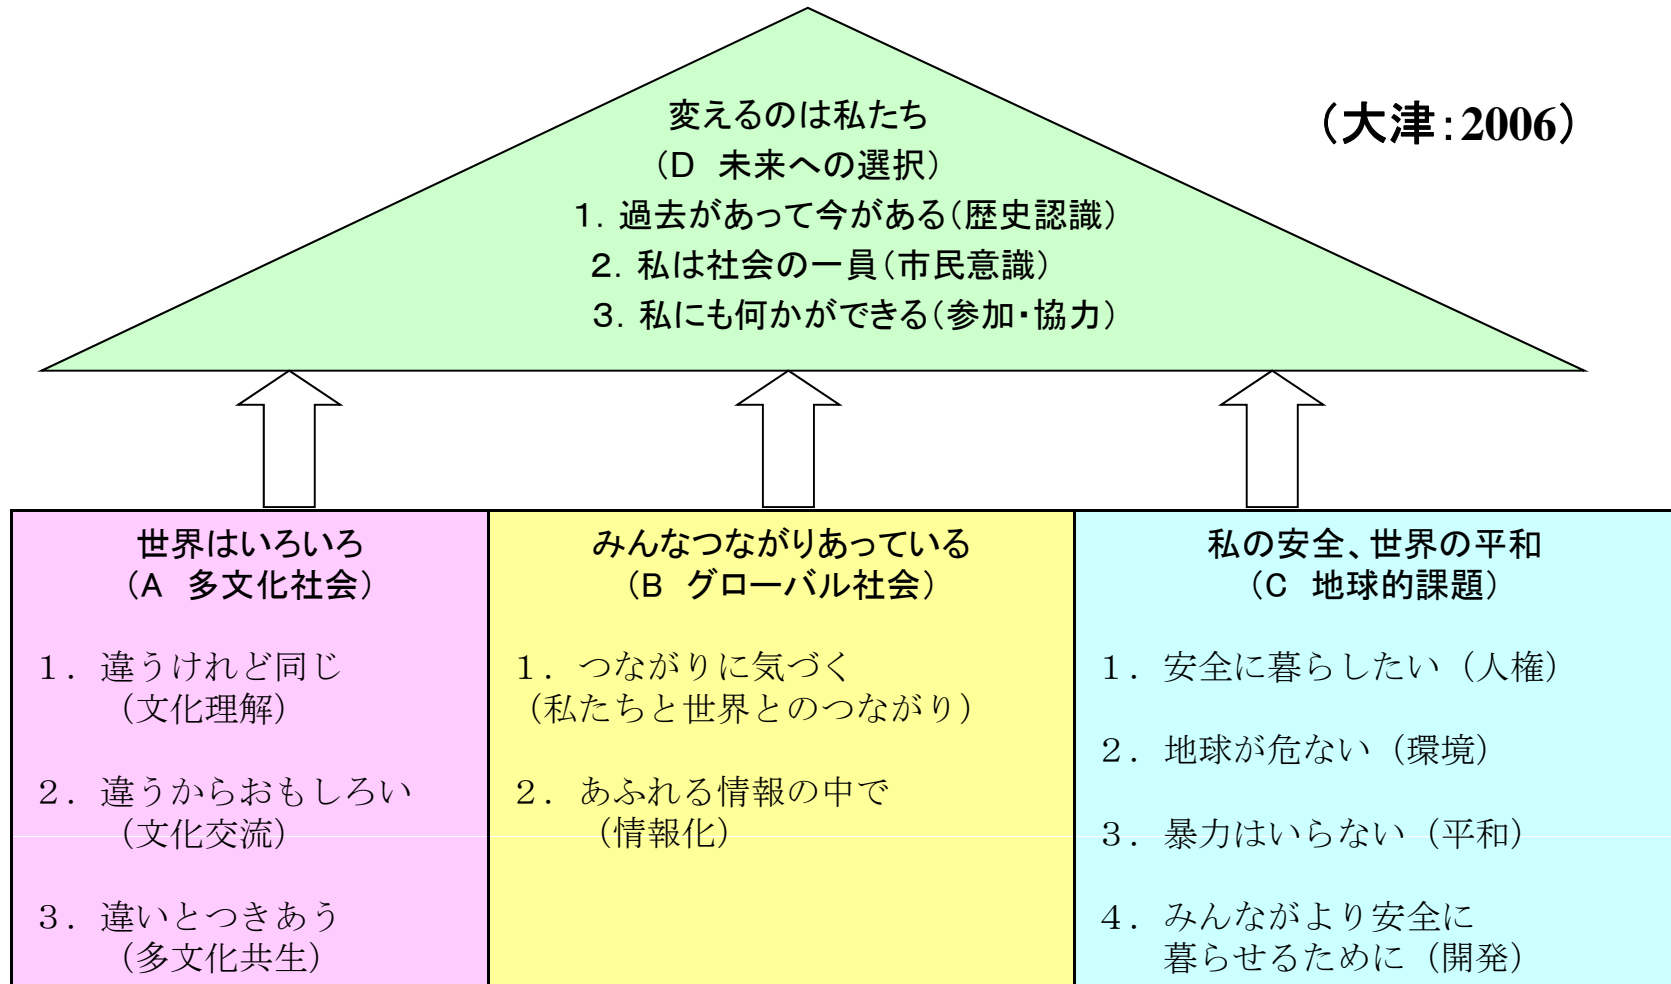 変えるのは私たち
（D　未来への選択）
１．過去があって今がある（歴史認識）
２．私は社会の一員（市民意識）
３．私にも何かができる（参加・協力）
（大津：2006）
世界はいろいろ
（A　多文化社会）
１．違うけれど同じ
（文化理解）
２．違うからおもしろい
（文化交流）
３．違いとつきあう
（多文化共生）
みんなつながりあっている
（B　グローバル社会）
１．つながりに気づく
（私たちと世界とのつながり）
２．あふれる情報の中で
（情報化）
私の安全、世界の平和
（C　地球的課題）
１．安全に暮らしたい（人権）
２．地球が危ない（環境）
３．暴力はいらない（平和）
４．みんながより安全に
暮らせるために（開発）